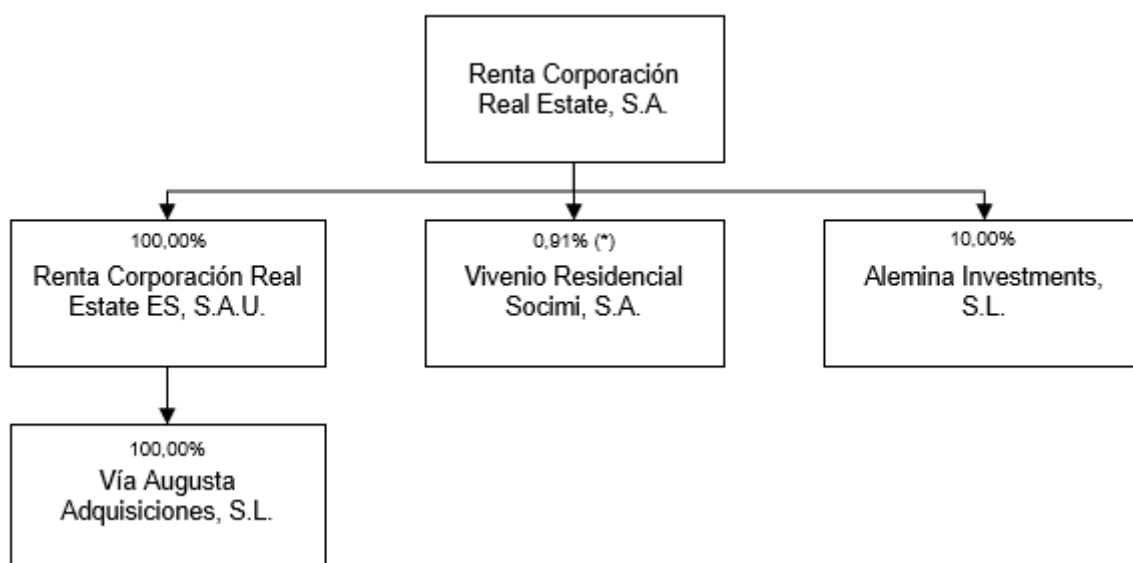 Renta Corporación
Real Estate, S.A.
100,00%
Renta Corporación Real
Estate ES, S.A.U.
0,91% (*)
Vivenio Residencial
Socimi, S.A.
10,00%
Alemina Investments,
S.L.
100,00%
Vía Augusta
Adquisiciones, S.L.